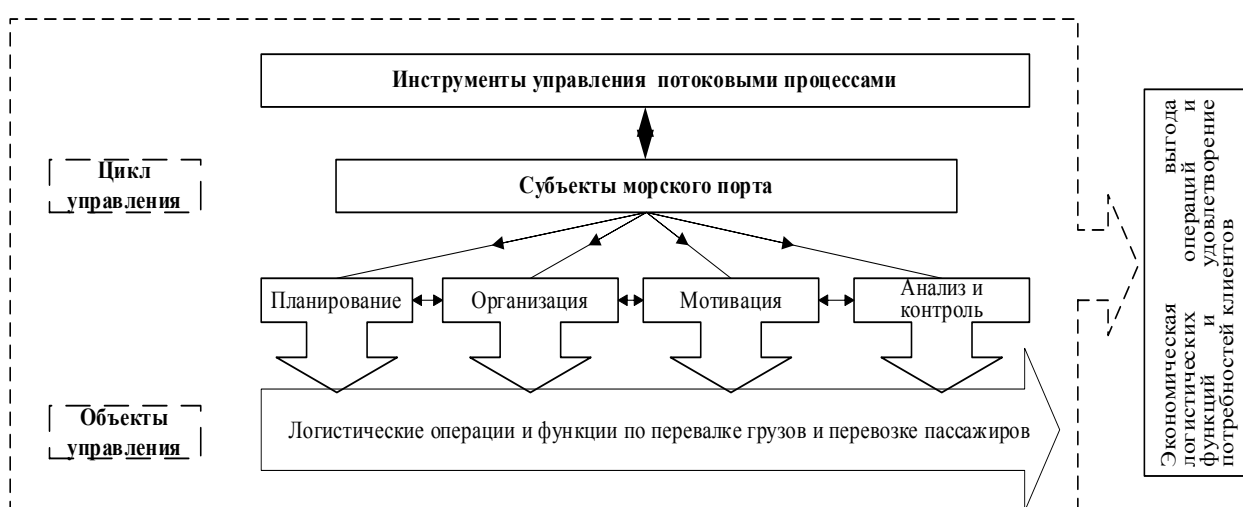 Инструменты управления потоковыми процессами
Цикл
управления
Субъекты морского порта
Планирование
Организация
Мотивация
Анализ и
контроль
Объекты
управления
Логистические операции и функции по перевалке грузов и перевозке пассажиров
Экономическая выгода
логистических операций и
функций и удовлетворение
потребностей клиентов